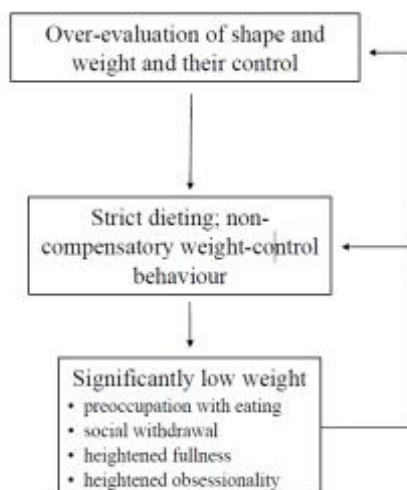 Over-evaluation of shape and
weight and their control
Strict dieting; non-
compensatory weight-control
behaviour
Significantly low weight
• preoccupation with eating
• social withdrawal
• heightened fullness
• heightened obsessionality